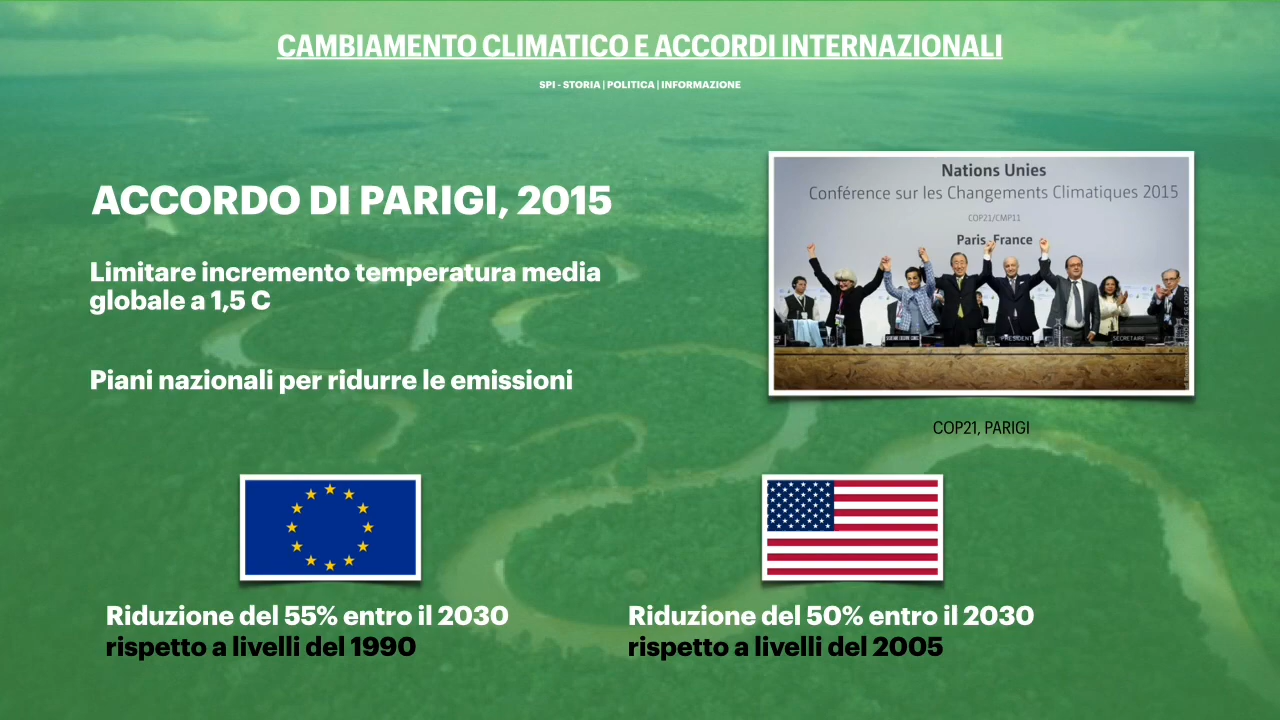 CAMBIAMENTO CLIMATICO E ACCORDI INTERNAZIONALI
SPI - STORIA | POLITICA | INFORMAZIONE
ACCORDO DI PARIGI, 2015
Limitare incremento temperatura media
globale a 1,5 C
Piani nazionali per ridurre le emissioni
Nations Unies
Conférence sur les Changements Climatiques 2015
COP21/CMP11
Paris, France
PRESIDENT
SECRETAIRE
COP21, PARIGI
Riduzione del 55% entro il 2030
rispetto a livelli del 1990
Riduzione del 50% entro il 2030
rispetto a livelli del 2005